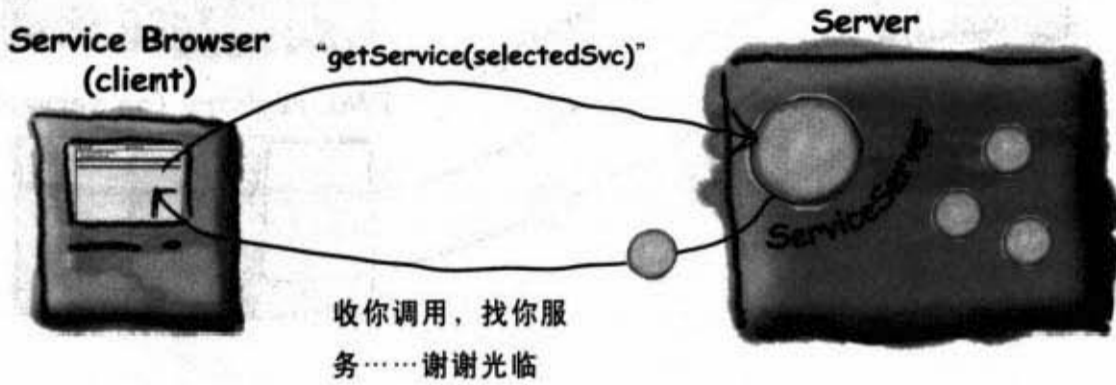 Service Browser
(client)
"getService(selectedSvc)"
Server
ServiceServer
收你调用，找你服
务……谢谢光临